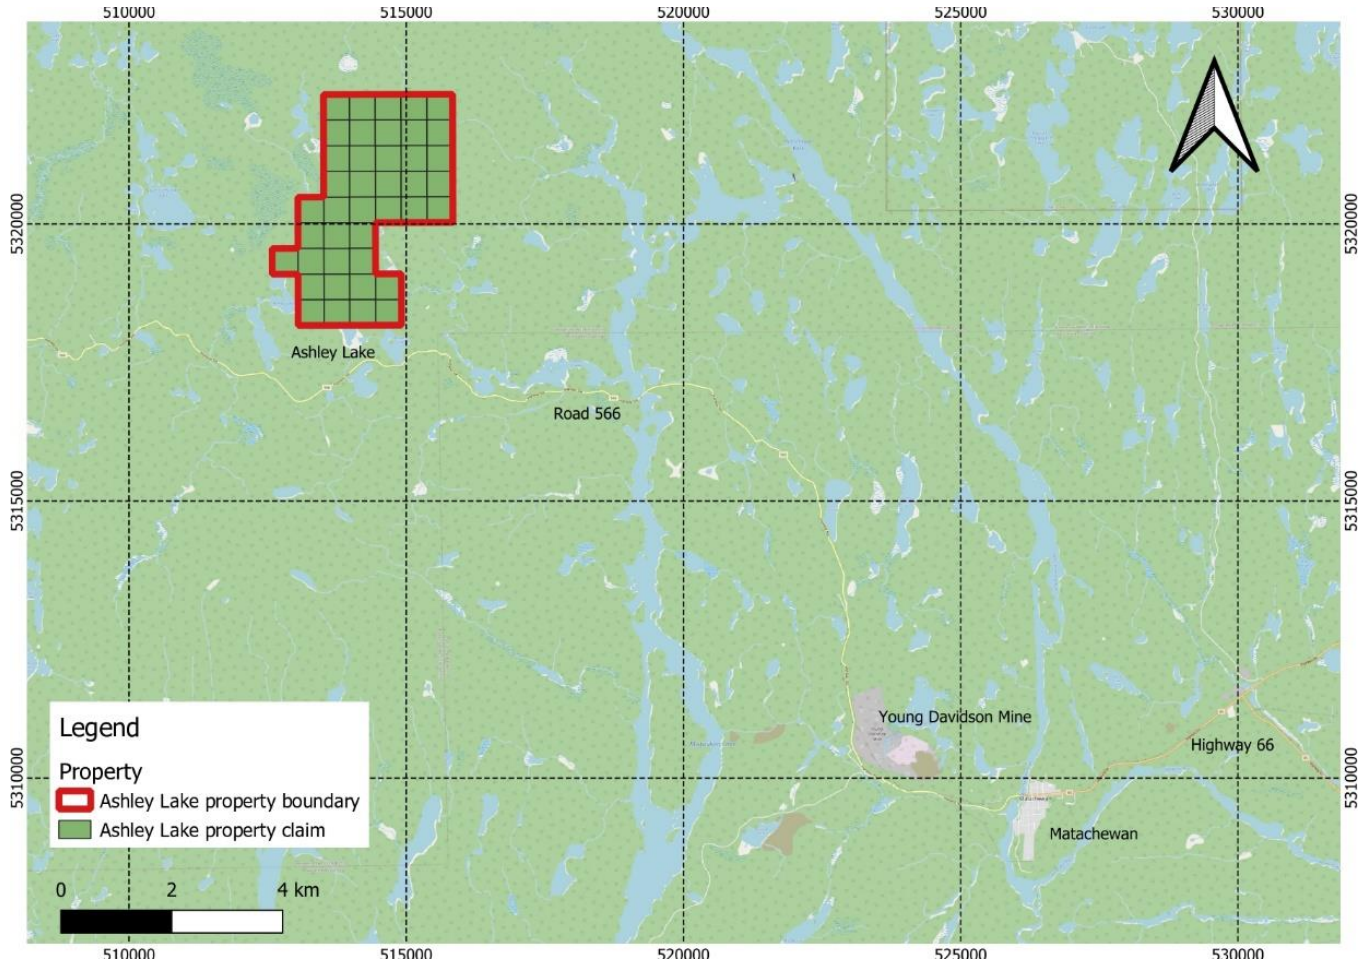 510000 515000 520000 525000 530000
5320000
5320000
Ashley Lake
Road 566
5315000
5315000
Young Davidson Mine
Highway 66
5310000
5310000
Matachewan
Legend
Property
Ashley Lake property boundary
Ashley Lake property claim
0 2 4 km
510000 515000 520000 525000 530000